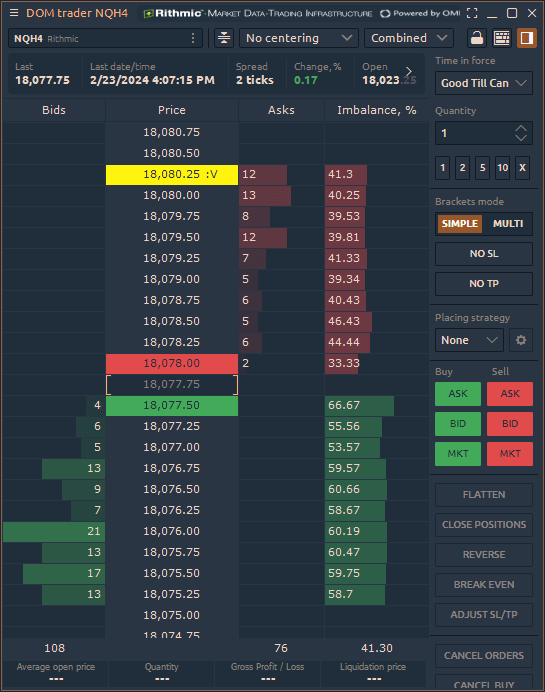 DOM trader NQH4 Rithmic™-Market Data-Trading Infrastructure Powered by OM
NQH4 Rithmic No centering Combined
Last Last date/time Spread Change, % Open
18,077.75 2/23/2024 4:07:15 PM 2 ticks 0.17 18,023.25
Time in force
Good Till Can
Quantity
1
1 2 5 10 X
Brackets mode
SIMPLE MULTI
NO SL
NO TP
Placing strategy
None
Buy Sell
ASK ASK
BID BID
MKT MKT
FLATTEN
CLOSE POSITIONS
REVERSE
BREAK EVEN
ADJUST SL/TP
CANCEL ORDERS
CANCEL BUY
Bids Price Asks Imbalance, %
18,080.75
18,080.50
18,080.25 :V 12 41.3
18,080.00 13 40.25
18,079.75 8 39.53
18,079.50 12 39.81
18,079.25 7 41.33
18,079.00 5 39.34
18,078.75 6 40.43
18,078.50 5 46.43
18,078.25 6 44.44
18,078.00 2 33.33
18,077.75
4 18,077.50 66.67
6 18,077.25 55.56
5 18,077.00 53.57
13 18,076.75 59.57
9 18,076.50 60.66
7 18,076.25 58.67
21 18,076.00 60.19
13 18,075.75 60.47
17 18,075.50 59.75
13 18,075.25 58.7
18,075.00
18,074.75
108 76 41.30
Average open price Quantity Gross Profit / Loss Liquidation price
--- --- --- ---